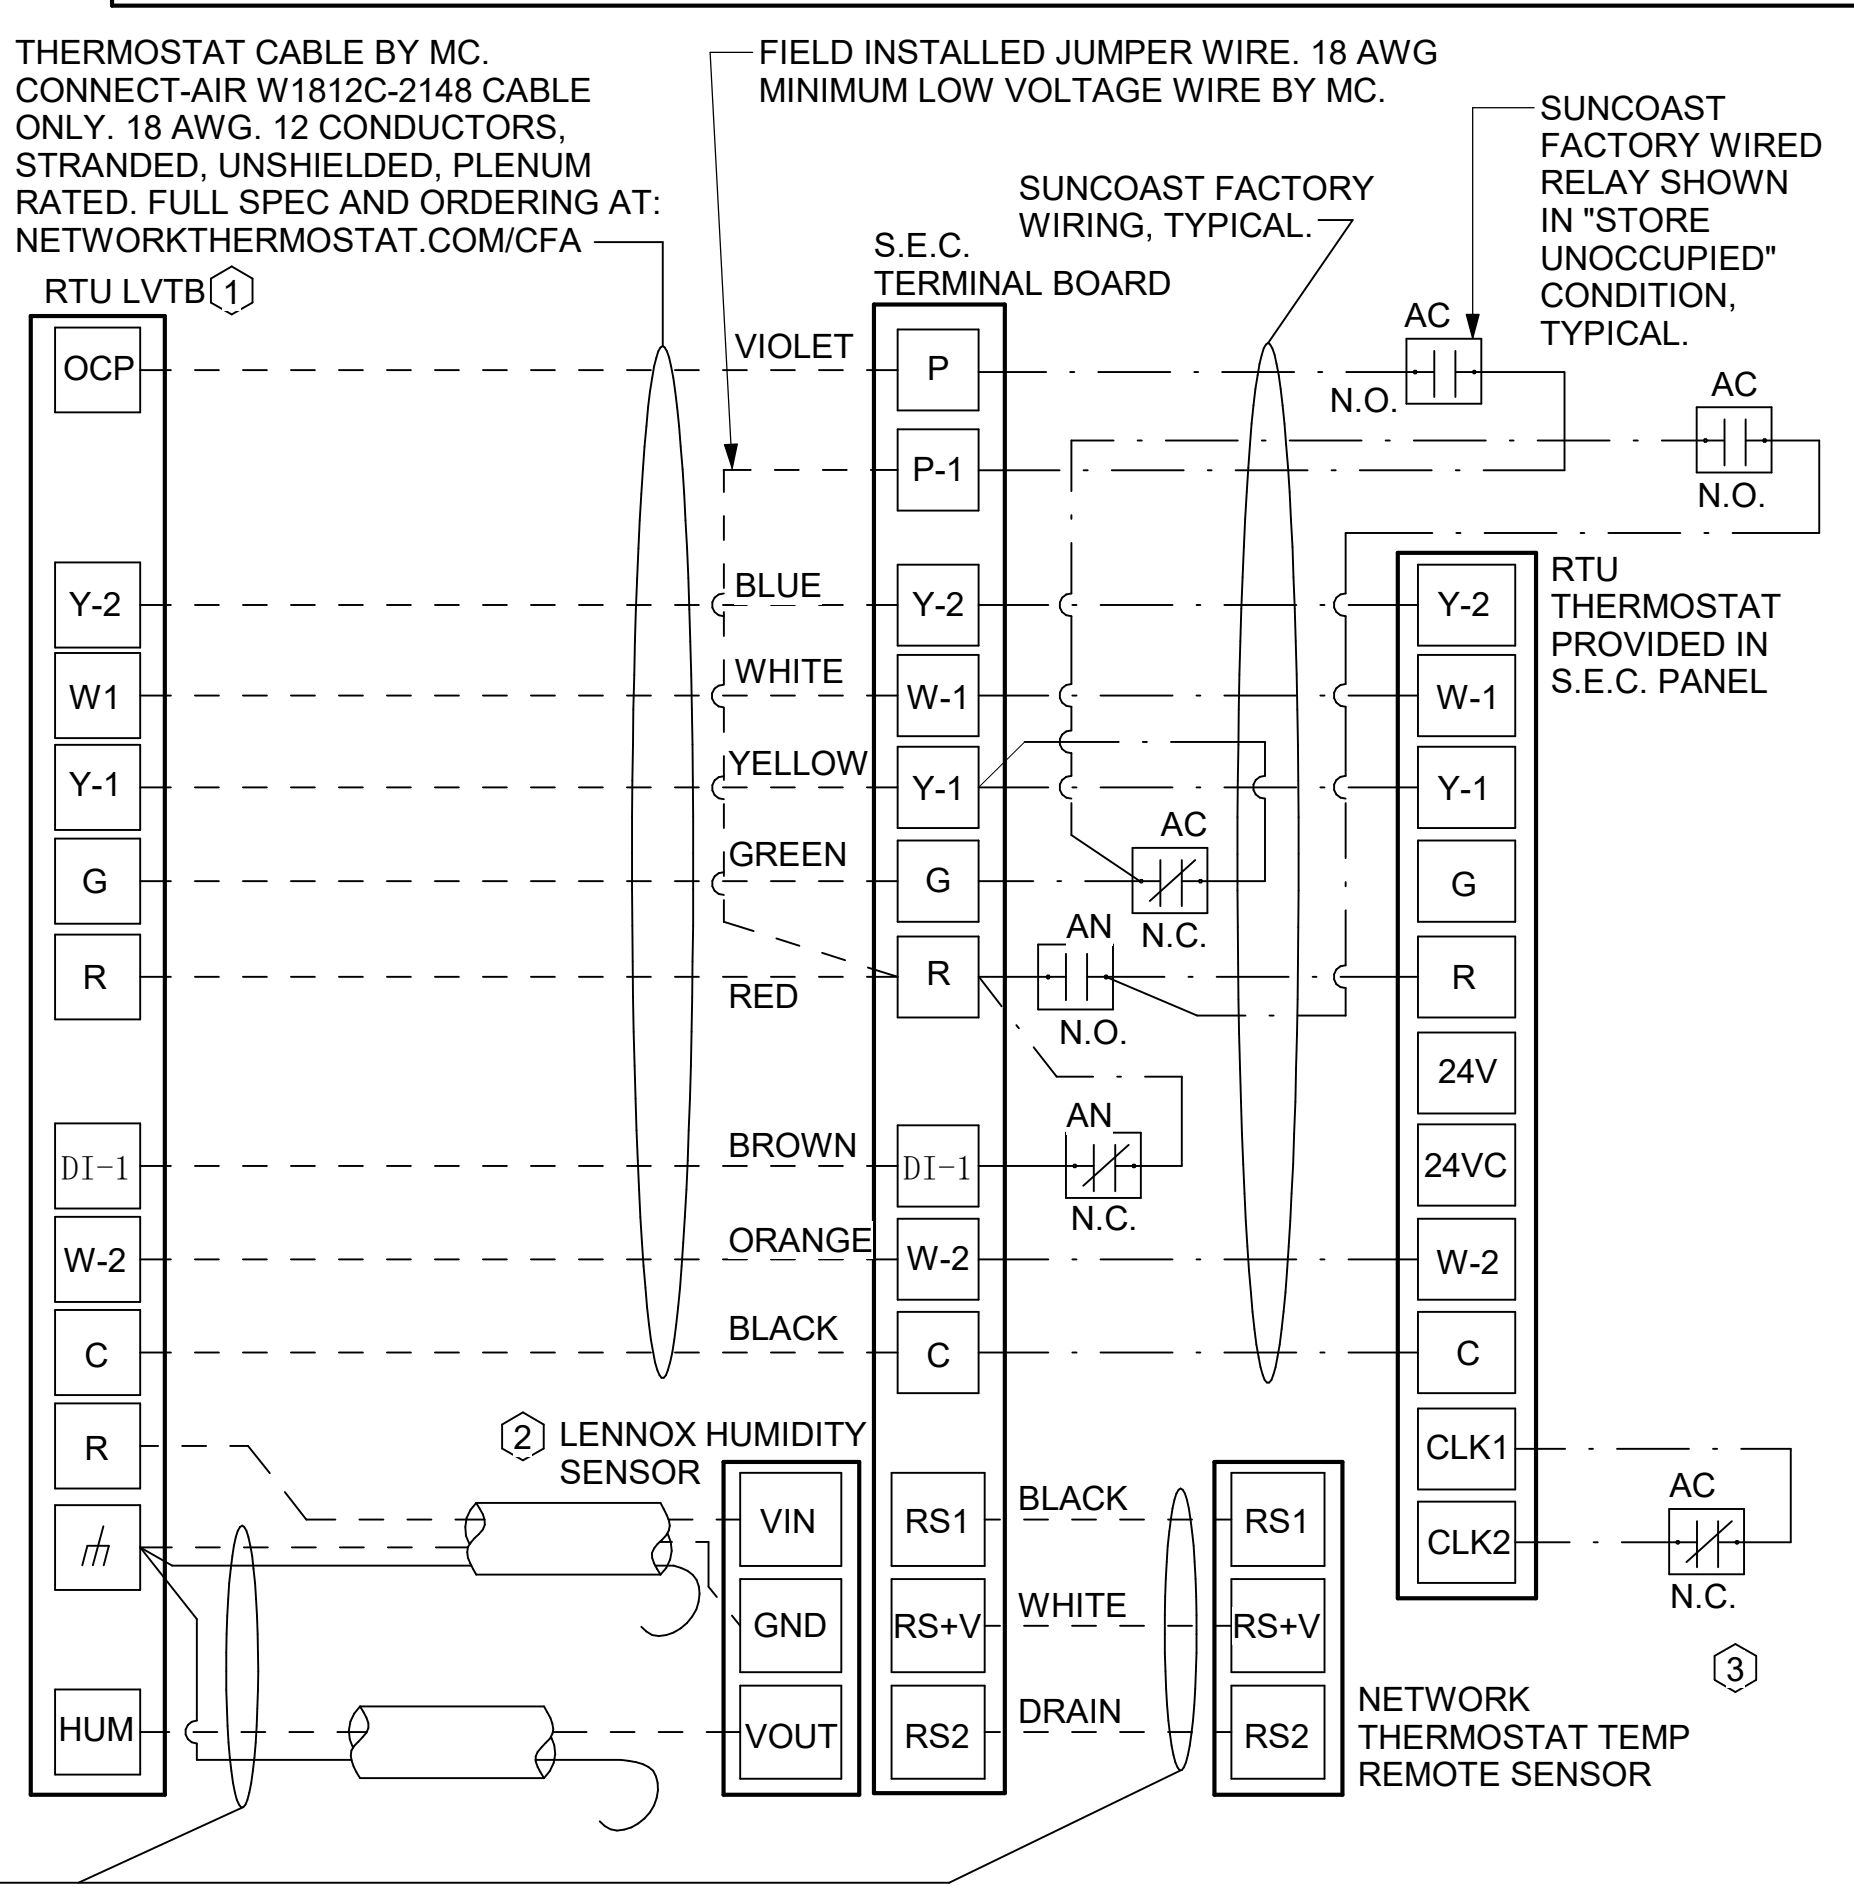 THERMOSTAT CABLE BY MC.
CONNECT-AIR W1812C-2148 CABLE
ONLY. 18 AWG. 12 CONDUCTORS,
STRANDED, UNSHIELDED, PLENUM
RATED. FULL SPEC AND ORDERING AT:
NETWORKTHERMOSTAT.COM/CFA
FIELD INSTALLED JUMPER WIRE. 18 AWG
MINIMUM LOW VOLTAGE WIRE BY MC.
SUNCOAST
FACTORY WIRED
RELAY SHOWN
IN "STORE
UNOCCUPIED"
CONDITION,
TYPICAL.
SUNCOAST FACTORY
WIRING, TYPICAL.
RTU LVTB 1
OCP
Y-2
W1
Y-1
G
R
DI-1
W-2
C
R
HUM
VIOLET
BLUE
WHITE
YELLOW
GREEN
RED
BROWN
ORANGE
BLACK
S.E.C.
TERMINAL BOARD
P
P-1
Y-2
W-1
Y-1
G
R
DI-1
W-2
C
RS1
RS+V
RS2
AC
N.O.
AC
N.O.
AC
N.C.
AN
N.O.
AN
N.C.
RTU
THERMOSTAT
PROVIDED IN
S.E.C. PANEL
Y-2
W-1
Y-1
G
R
24V
24VC
W-2
C
CLK1
CLK2
AC
N.C.
3
2 LENNOX HUMIDITY
SENSOR
VIN
GND
VOUT
BLACK
WHITE
DRAIN
RS1
RS+V
RS2
NETWORK
THERMOSTAT TEMP
REMOTE SENSOR